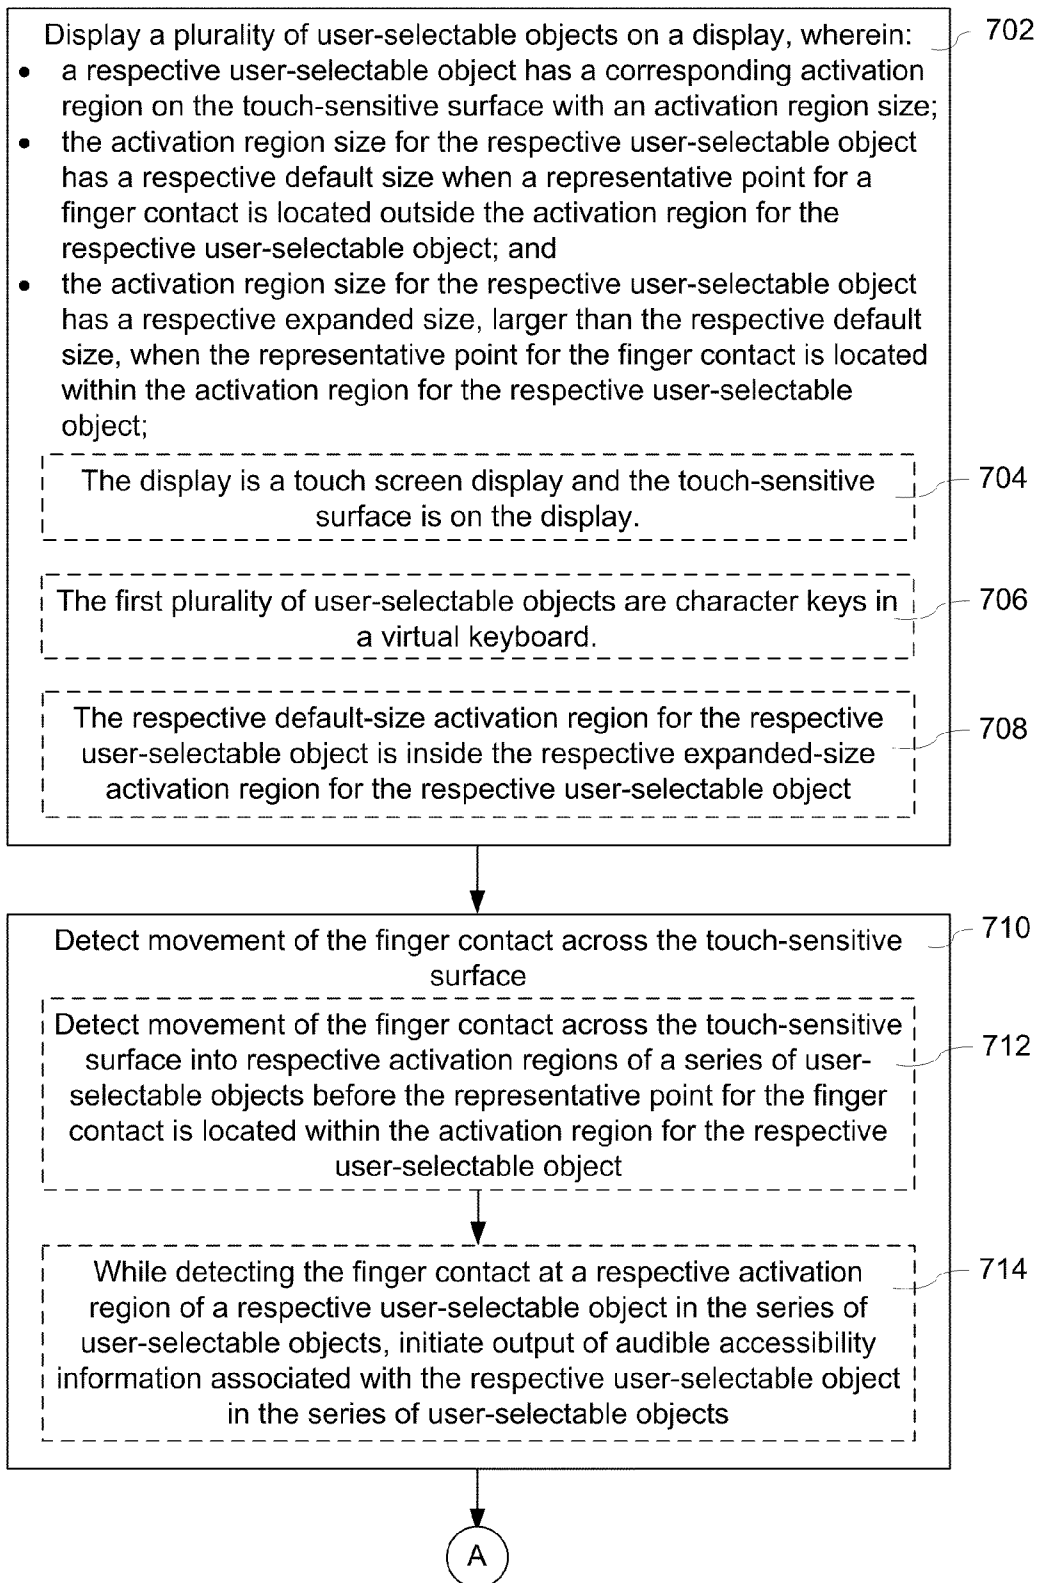 Display a plurality of user-selectable objects on a display, wherein:
702
• a respective user-selectable object has a corresponding activation
region on the touch-sensitive surface with an activation region size;
• the activation region size for the respective user-selectable object
has a respective default size when a representative point for a
finger contact is located outside the activation region for the
respective user-selectable object; and
• the activation region size for the respective user-selectable object
has a respective expanded size, larger than the respective default
size, when the representative point for the finger contact is located
within the activation region for the respective user-selectable
object;
The display is a touch screen display and the touch-sensitive
surface is on the display.
704
The first plurality of user-selectable objects are character keys in
a virtual keyboard.
706
The respective default-size activation region for the respective
user-selectable object is inside the respective expanded-size
activation region for the respective user-selectable object
708
Detect movement of the finger contact across the touch-sensitive
surface
710
Detect movement of the finger contact across the touch-sensitive
surface into respective activation regions of a series of user-
selectable objects before the representative point for the finger
contact is located within the activation region for the respective
user-selectable object
712
While detecting the finger contact at a respective activation
region of a respective user-selectable object in the series of
user-selectable objects, initiate output of audible accessibility
information associated with the respective user-selectable object
in the series of user-selectable objects
714
A